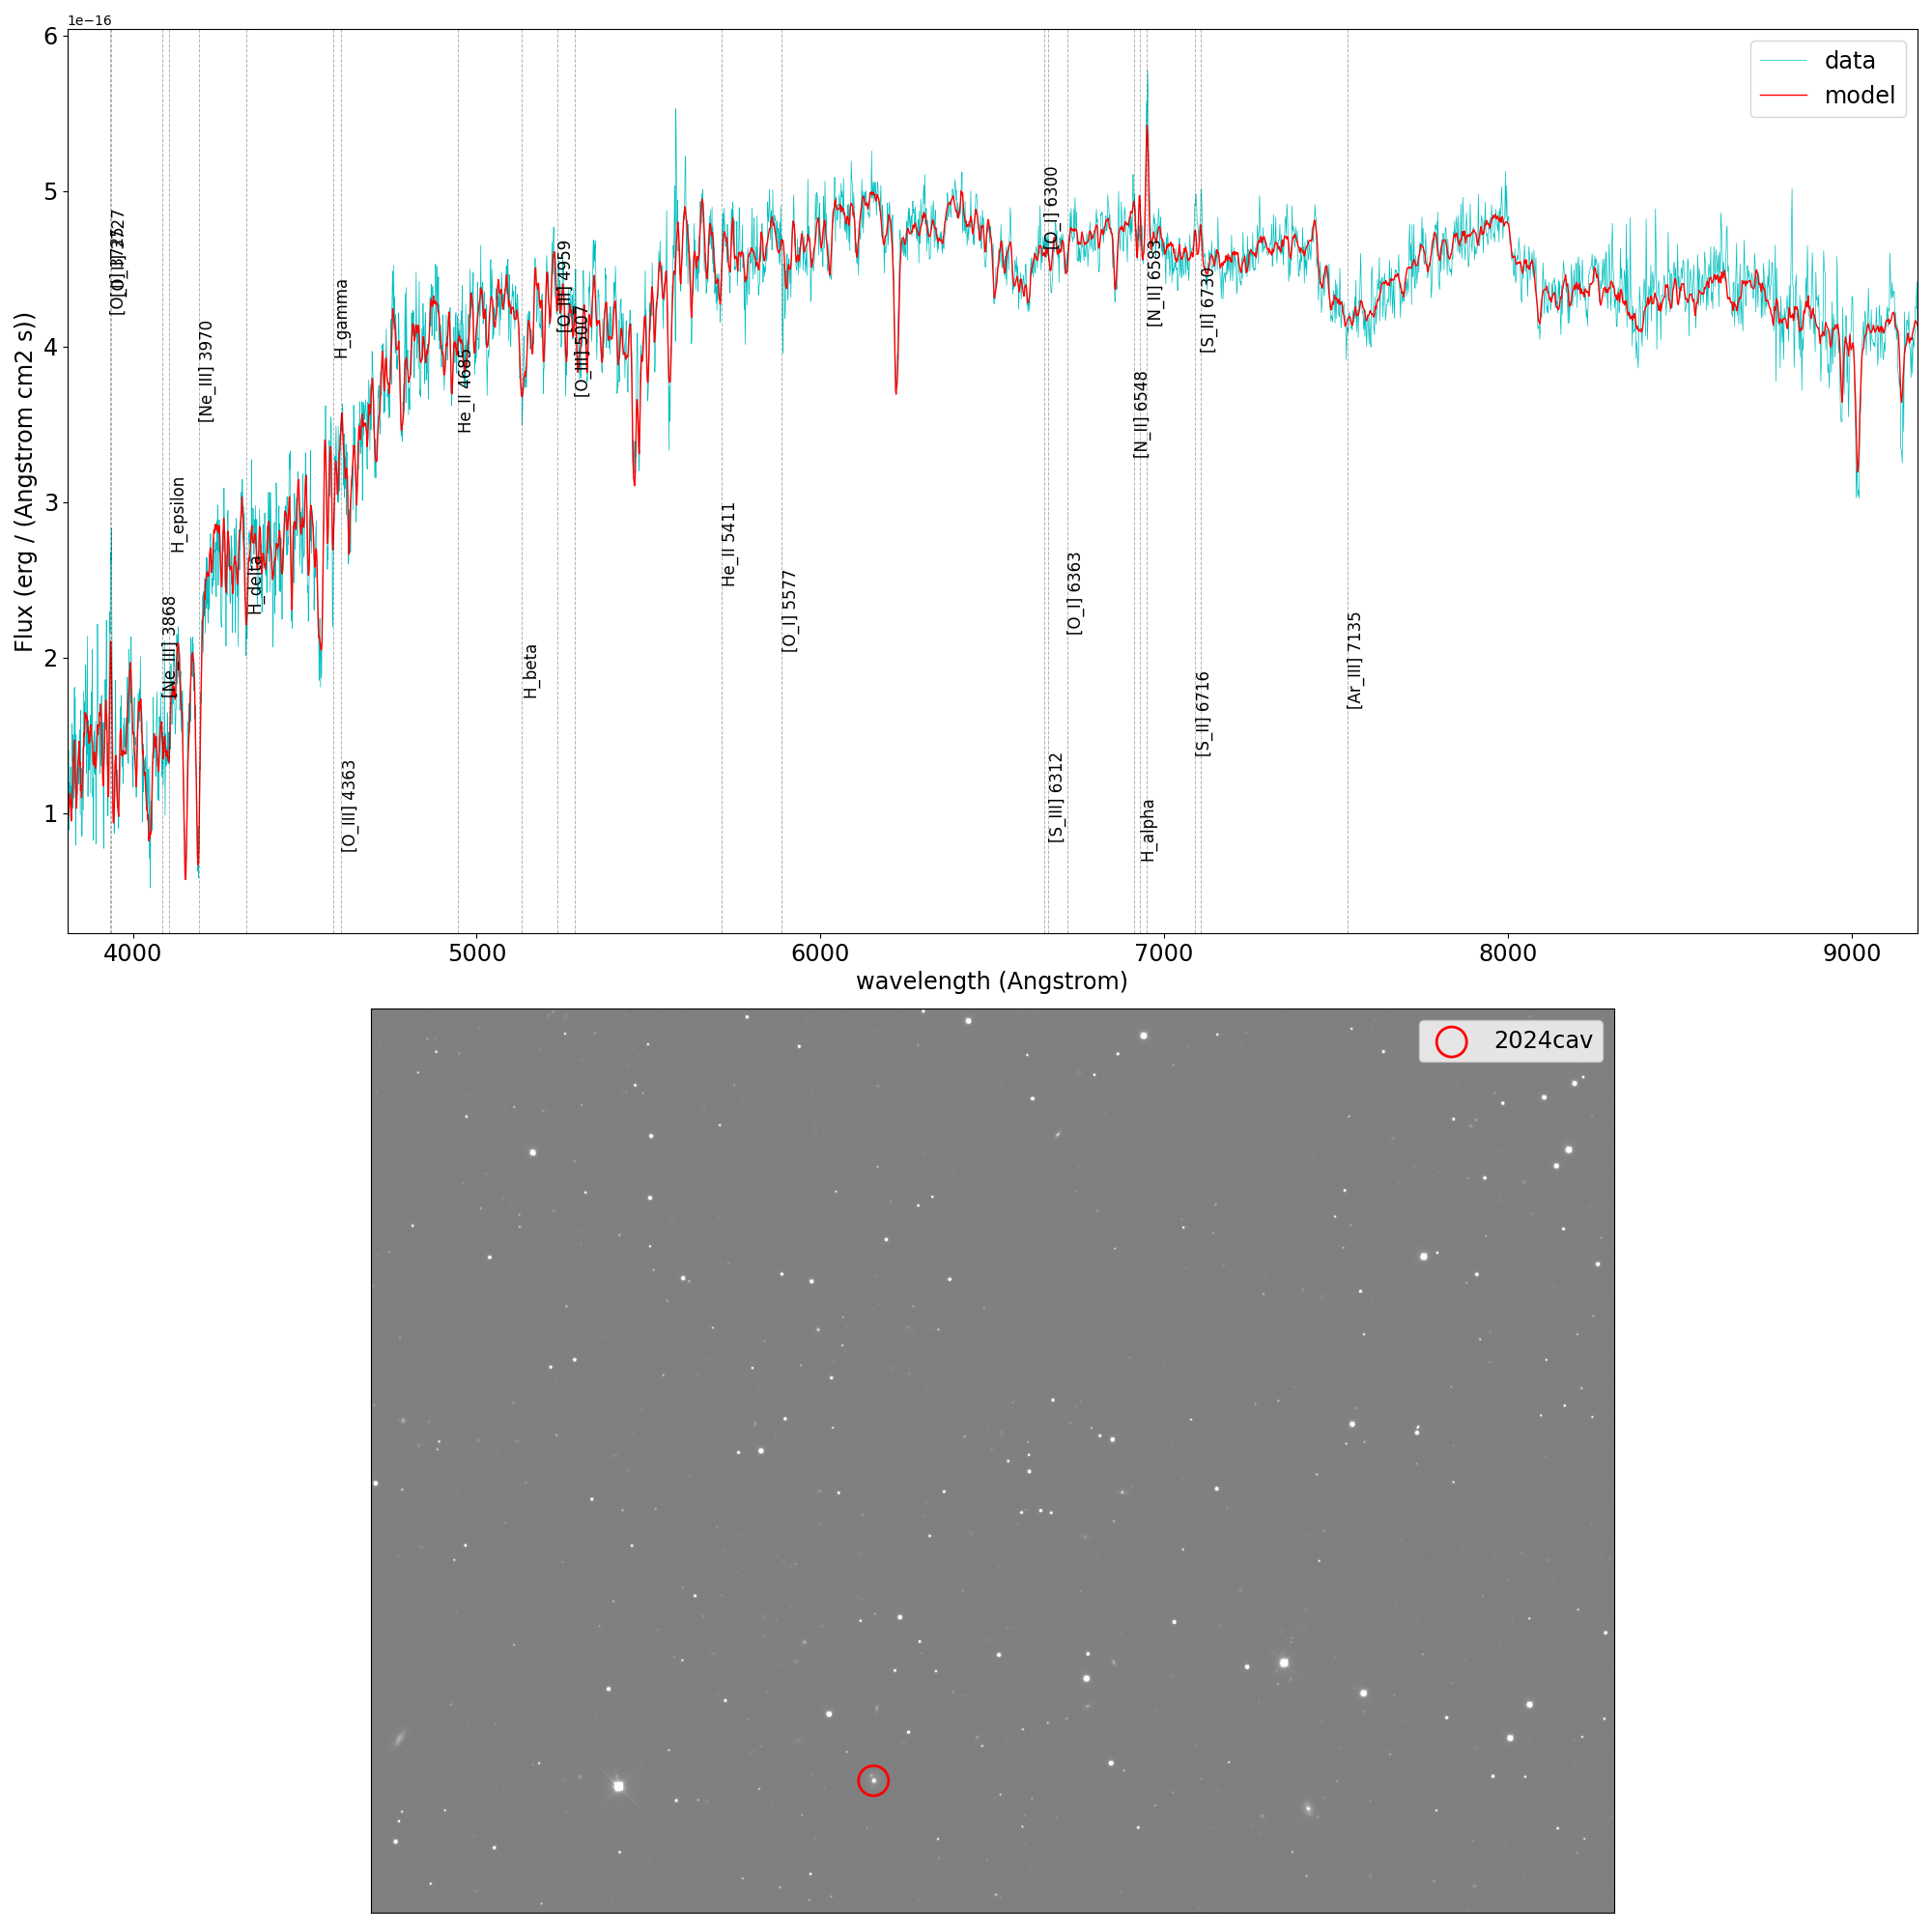 1e−16
6
5
4
3
2
1
Flux (erg / (Angstrom cm2 s))
data
model
[O_II] 3727
[Ne_III] 3868
H_epsilon
[Ne_III] 3970
H_delta
H_gamma
[O_III] 4363
He_II 4685
H_beta
[O_III] 4959
[O_III] 5007
He_II 5411
[O_I] 5577
[O_I] 6300
[S_III] 6312
[O_I] 6363
[N_II] 6548
H_alpha
[N_II] 6583
[S_II] 6716
[S_II] 6730
[Ar_III] 7135
4000 5000 6000 7000 8000 9000
wavelength (Angstrom)
2024cav